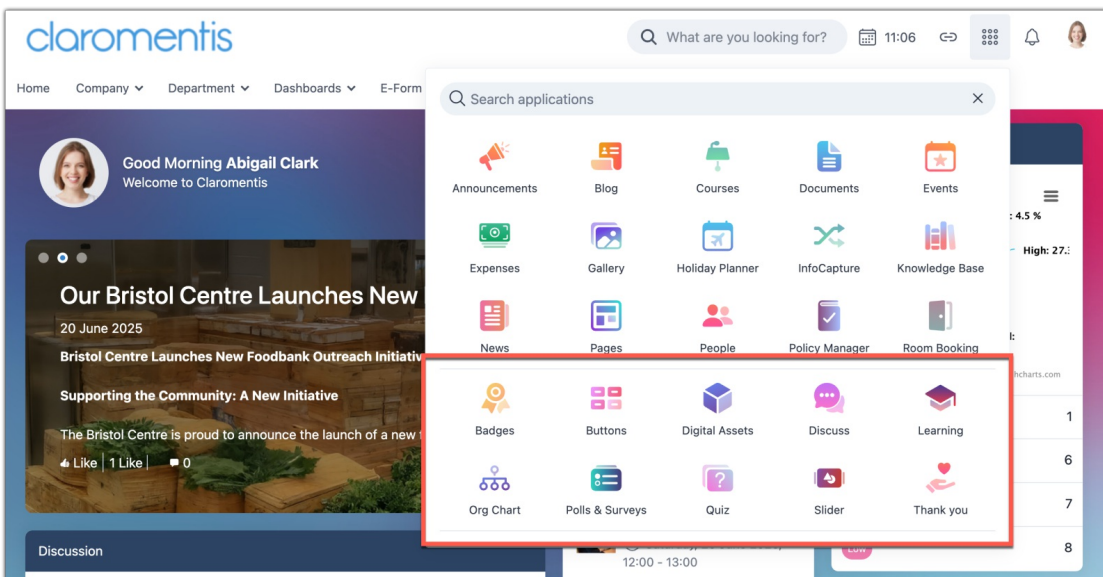 claromentis
What are you looking for?
11:06
Home Company Department Dashboards E-Form
Search applications
Announcements Blog Courses Documents Events
Expenses Gallery Holiday Planner InfoCapture Knowledge Base
News Pages People Policy Manager Room Booking
Badges Buttons Digital Assets Discuss Learning
Org Chart Polls & Surveys Quiz Slider Thank you
Good Morning Abigail Clark
Welcome to Claromentis
Our Bristol Centre Launches New
20 June 2025
Bristol Centre Launches New Foodbank Outreach Initiativ
Supporting the Community: A New Initiative
The Bristol Centre is proud to announce the launch of a new
Like 1 Like 0
Discussion
: 4.5 %
High: 27.
hcharts.com
1
6
7
Low 8
12:00 - 13:00